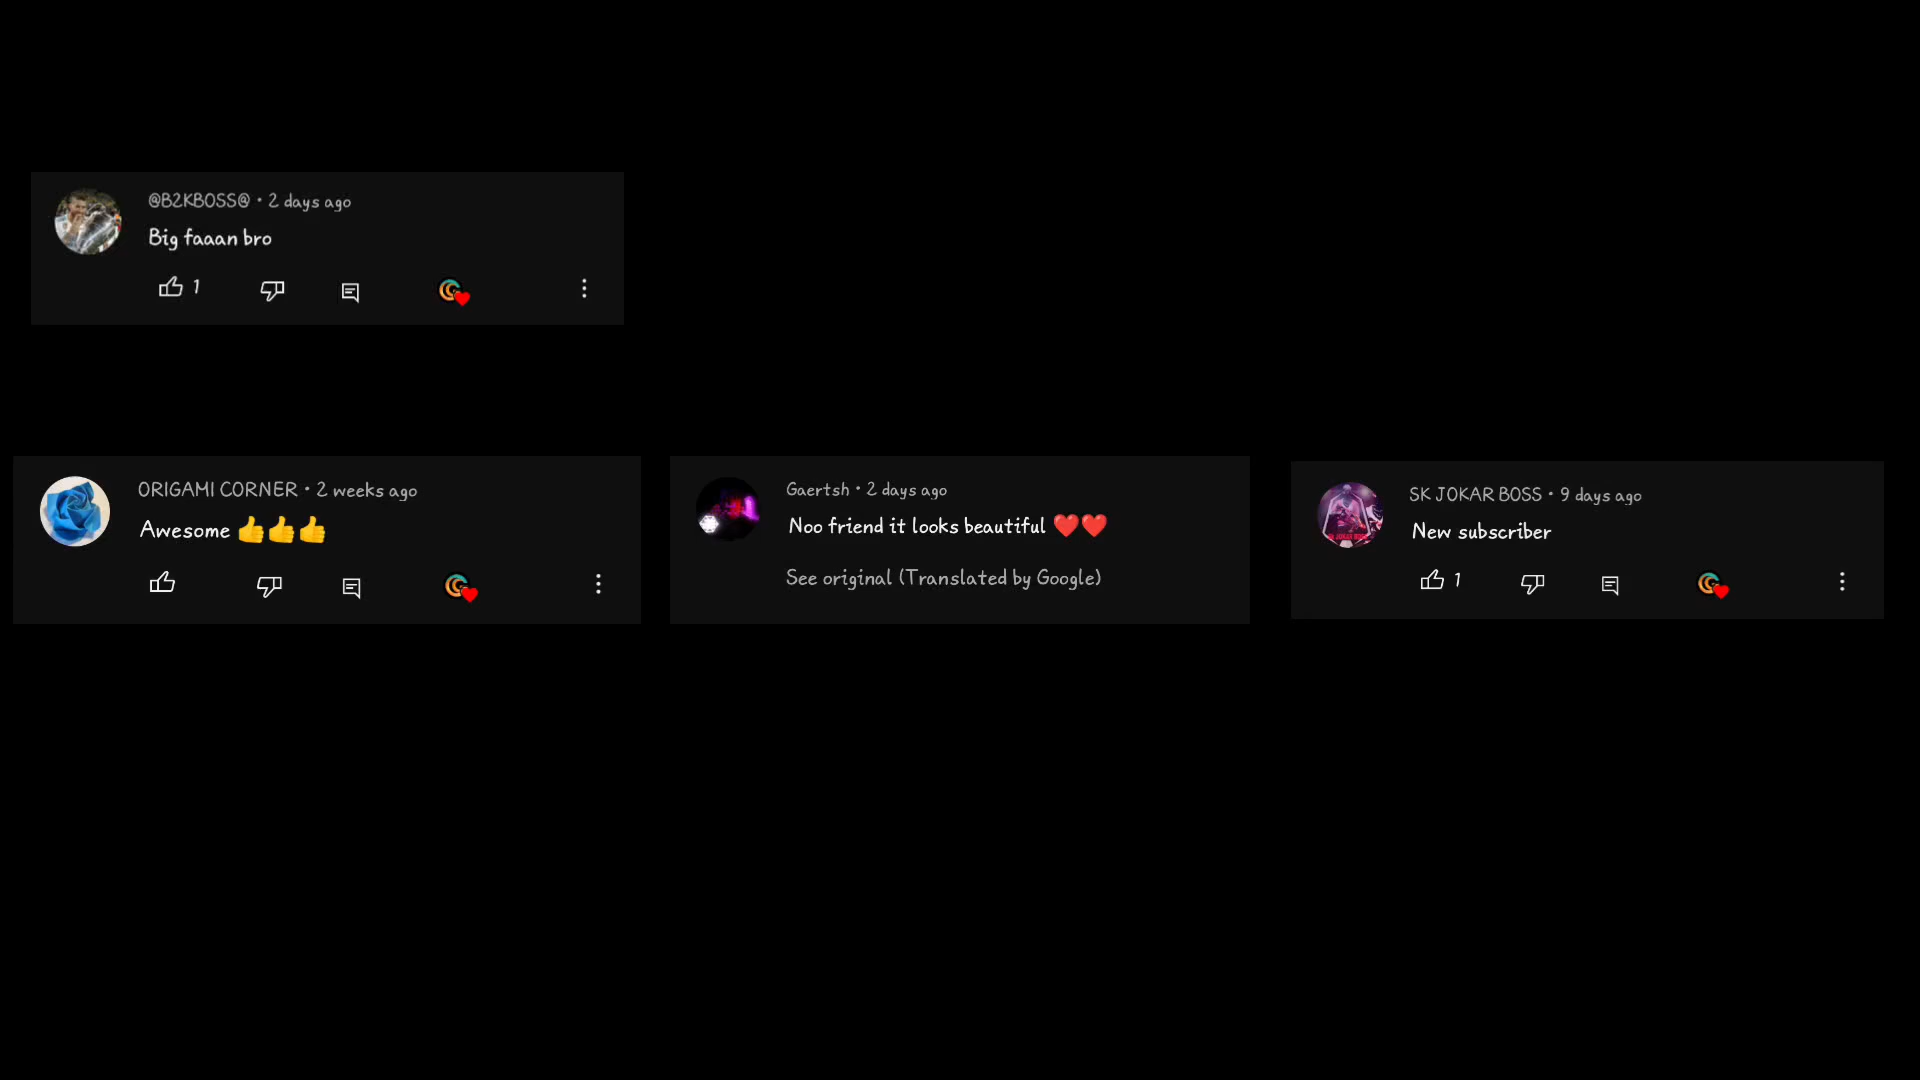 @B2KBOSS@ • 2 days ago
Big faaan bro
1
ORIGAMI CORNER • 2 weeks ago
Awesome 👍👍👍
Gaertsh • 2 days ago
Noo friend it looks beautiful ❤️❤️
See original (Translated by Google)
SK JOKAR BOSS • 9 days ago
New subscriber
1